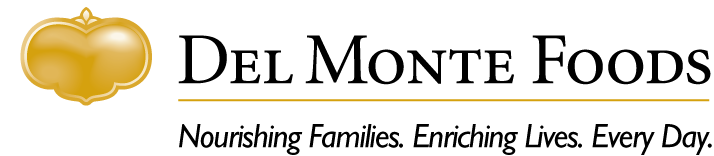 DEL MONTE FOODS
Nourishing Families. Enriching Lives. Every Day.